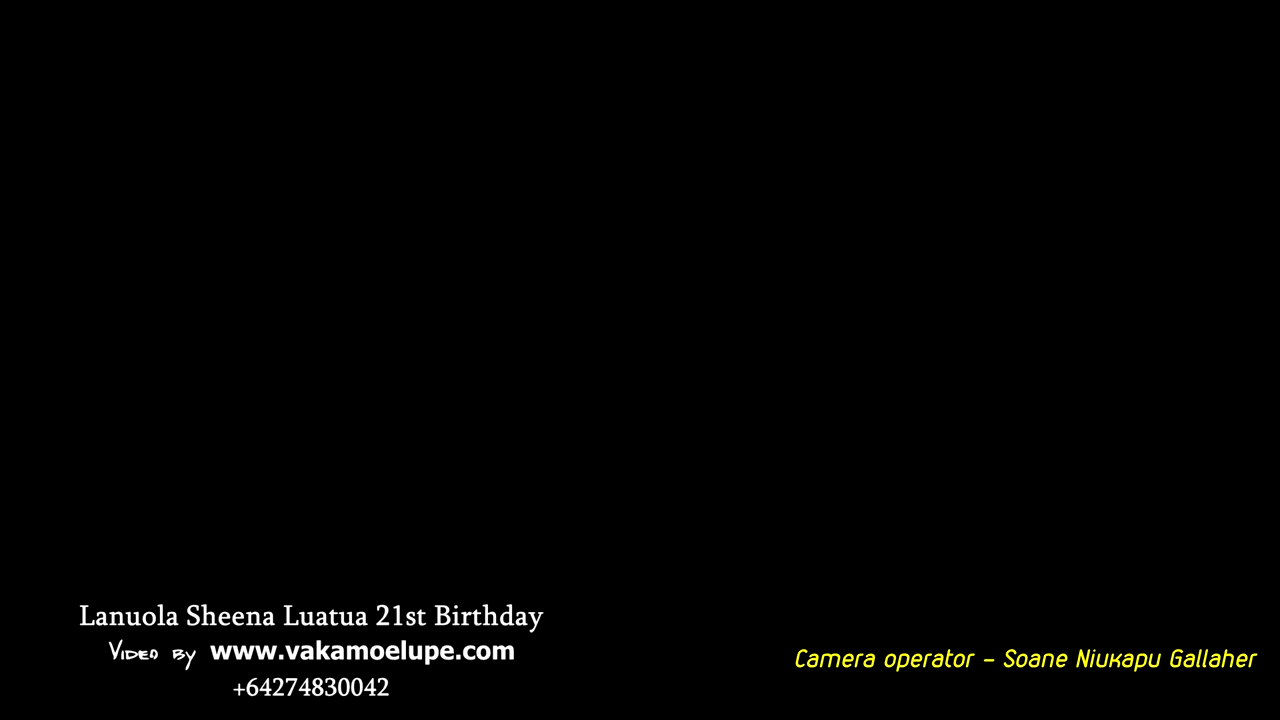 Lanuola Sheena Luatua 21st Birthday
Video by www.vakamoelupe.com
+64274830042
Camera operator - Soane Niukapu Gallaher